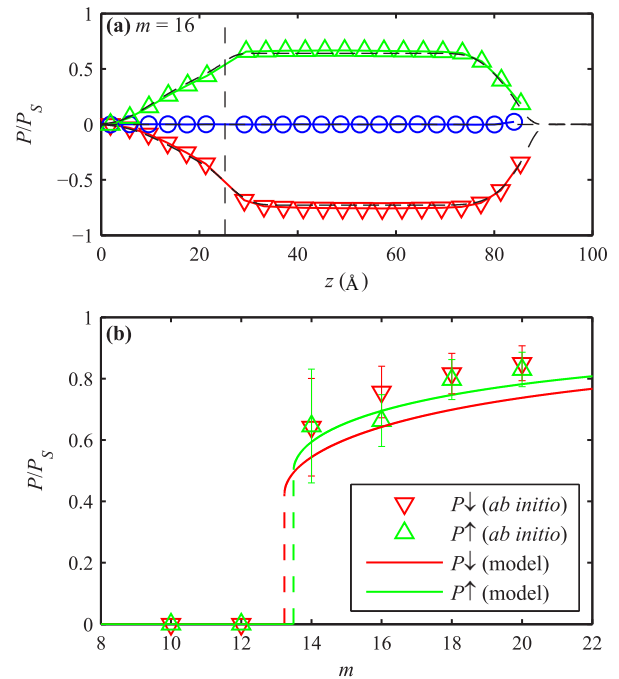 (a) m = 16
1
0.5
0
−0.5
−1
P/P_S
0 20 40 60 80 100
z (Å)
(b)
1
0.8
0.6
0.4
0.2
0
P/P_S
P↓ (ab initio)
P↑ (ab initio)
P↓ (model)
P↑ (model)
8 10 12 14 16 18 20 22
m